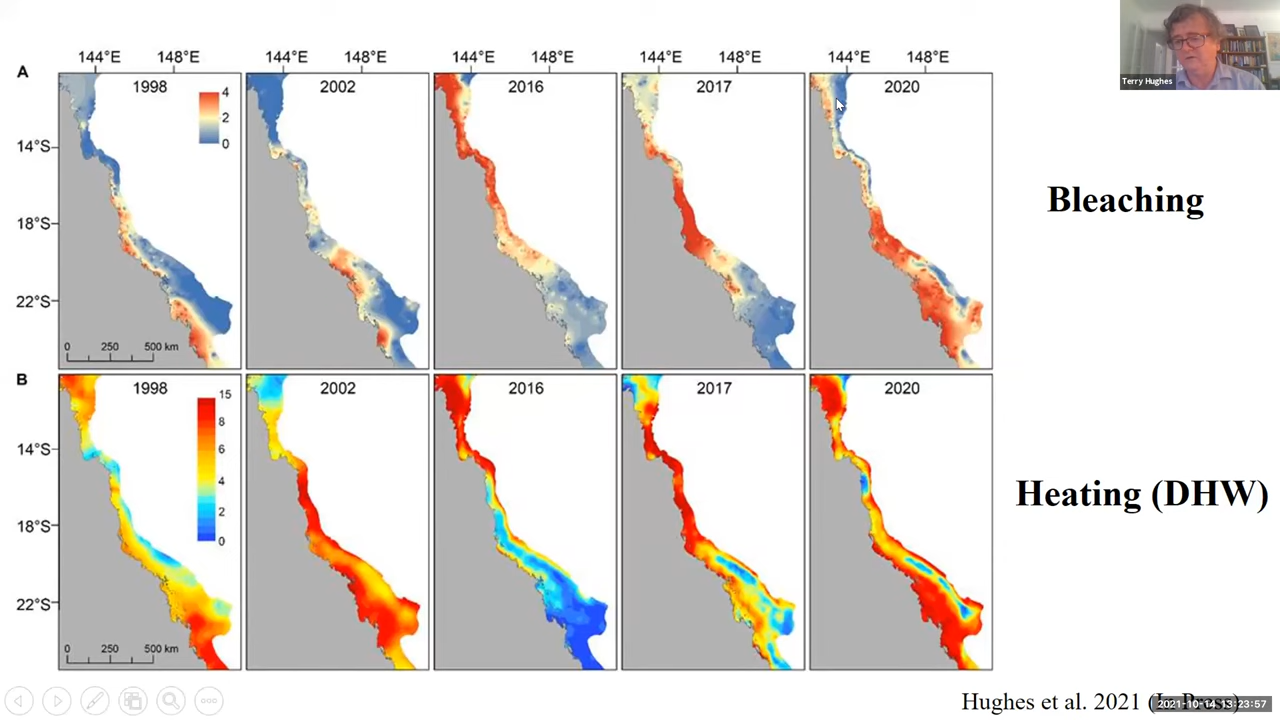 Terry Hughes
144°E 148°E 144°E 148°E 144°E 148°E 144°E 148°E 144°E 148°E
A
1998 2002 2016 2017 2020
4
2
0
14°S
18°S
22°S
0 250 500 km
Bleaching
B
1998 2002 2016 2017 2020
15
8
6
4
2
0
14°S
18°S
22°S
0 250 500 km
Heating (DHW)
Hughes et al. 2021 (In Press)
2021-10-14 13:23:57